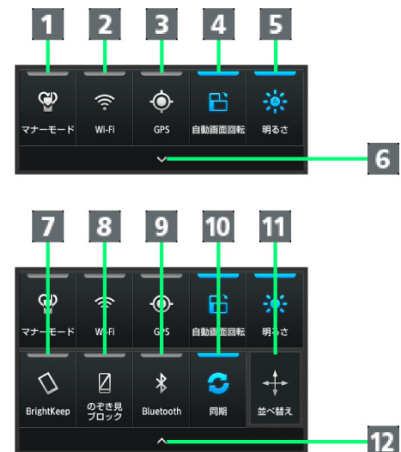 1 2 3 4 5
マナーモード Wi-Fi GPS 自動画面回転 明るさ
6
7 8 9 10 11
マナーモード Wi-Fi GPS 自動画面回転 明るさ
BrightKeep のぞき見 Bluetooth 同期 並べ替え
ブロック
12